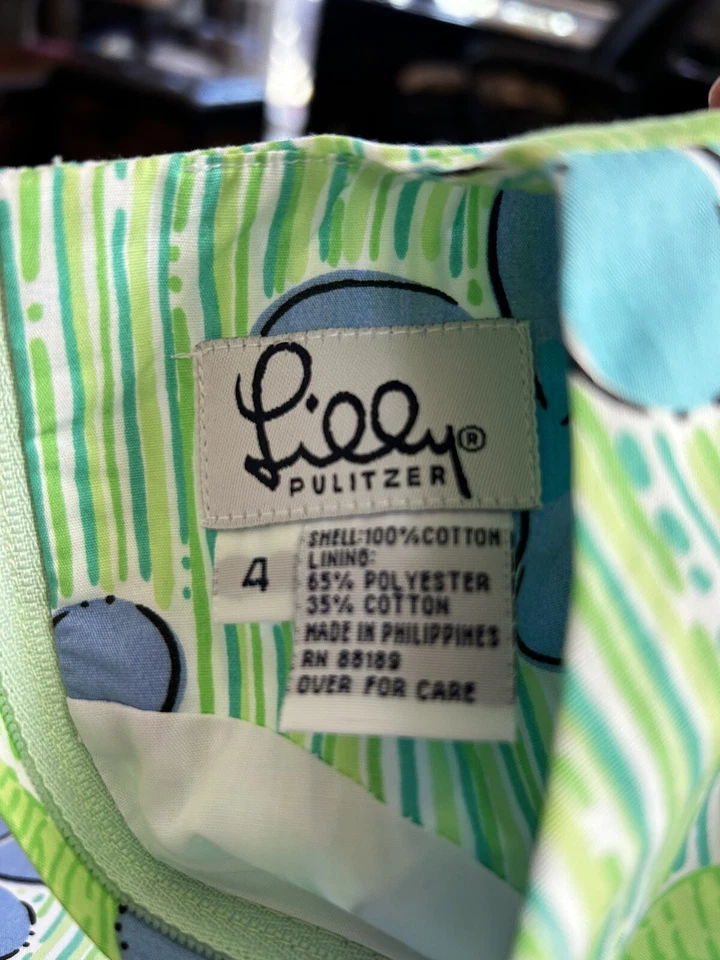 Lilly®
PULITZER
4
SHELL:100%COTTON
LINING:
65% POLYESTER
35% COTTON
MADE IN PHILIPPINES
RN 88189
OVER FOR CARE